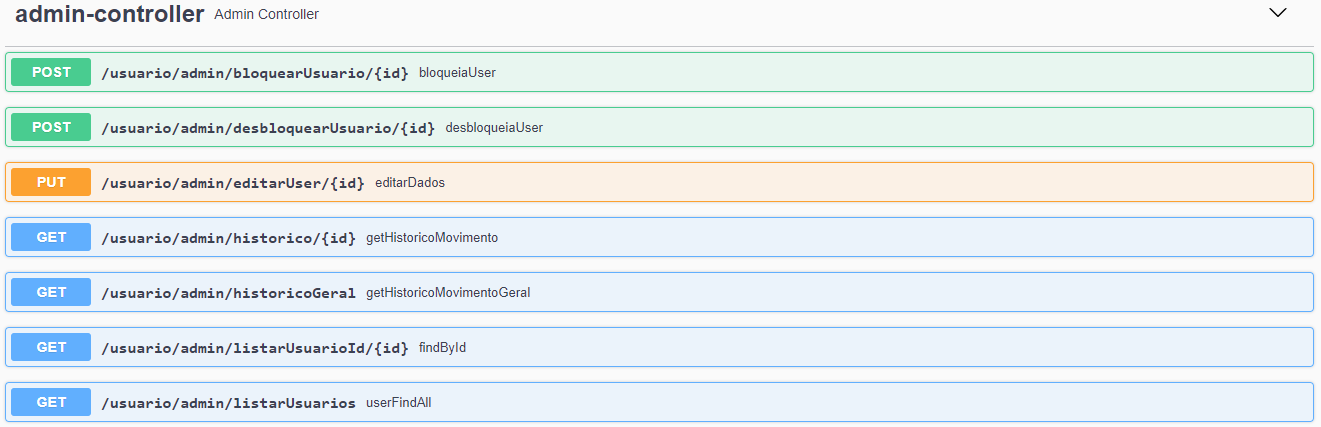 admin-controller Admin Controller
POST /usuario/admin/bloquearUsuario/{id} bloqueiaUser
POST /usuario/admin/desbloquearUsuario/{id} desbloqueiaUser
PUT /usuario/admin/editarUser/{id} editarDados
GET /usuario/admin/historico/{id} getHistoricoMovimento
GET /usuario/admin/historicoGeral getHistoricoMovimentoGeral
GET /usuario/admin/listarUsuarioId/{id} findById
GET /usuario/admin/listarUsuarios userFindAll